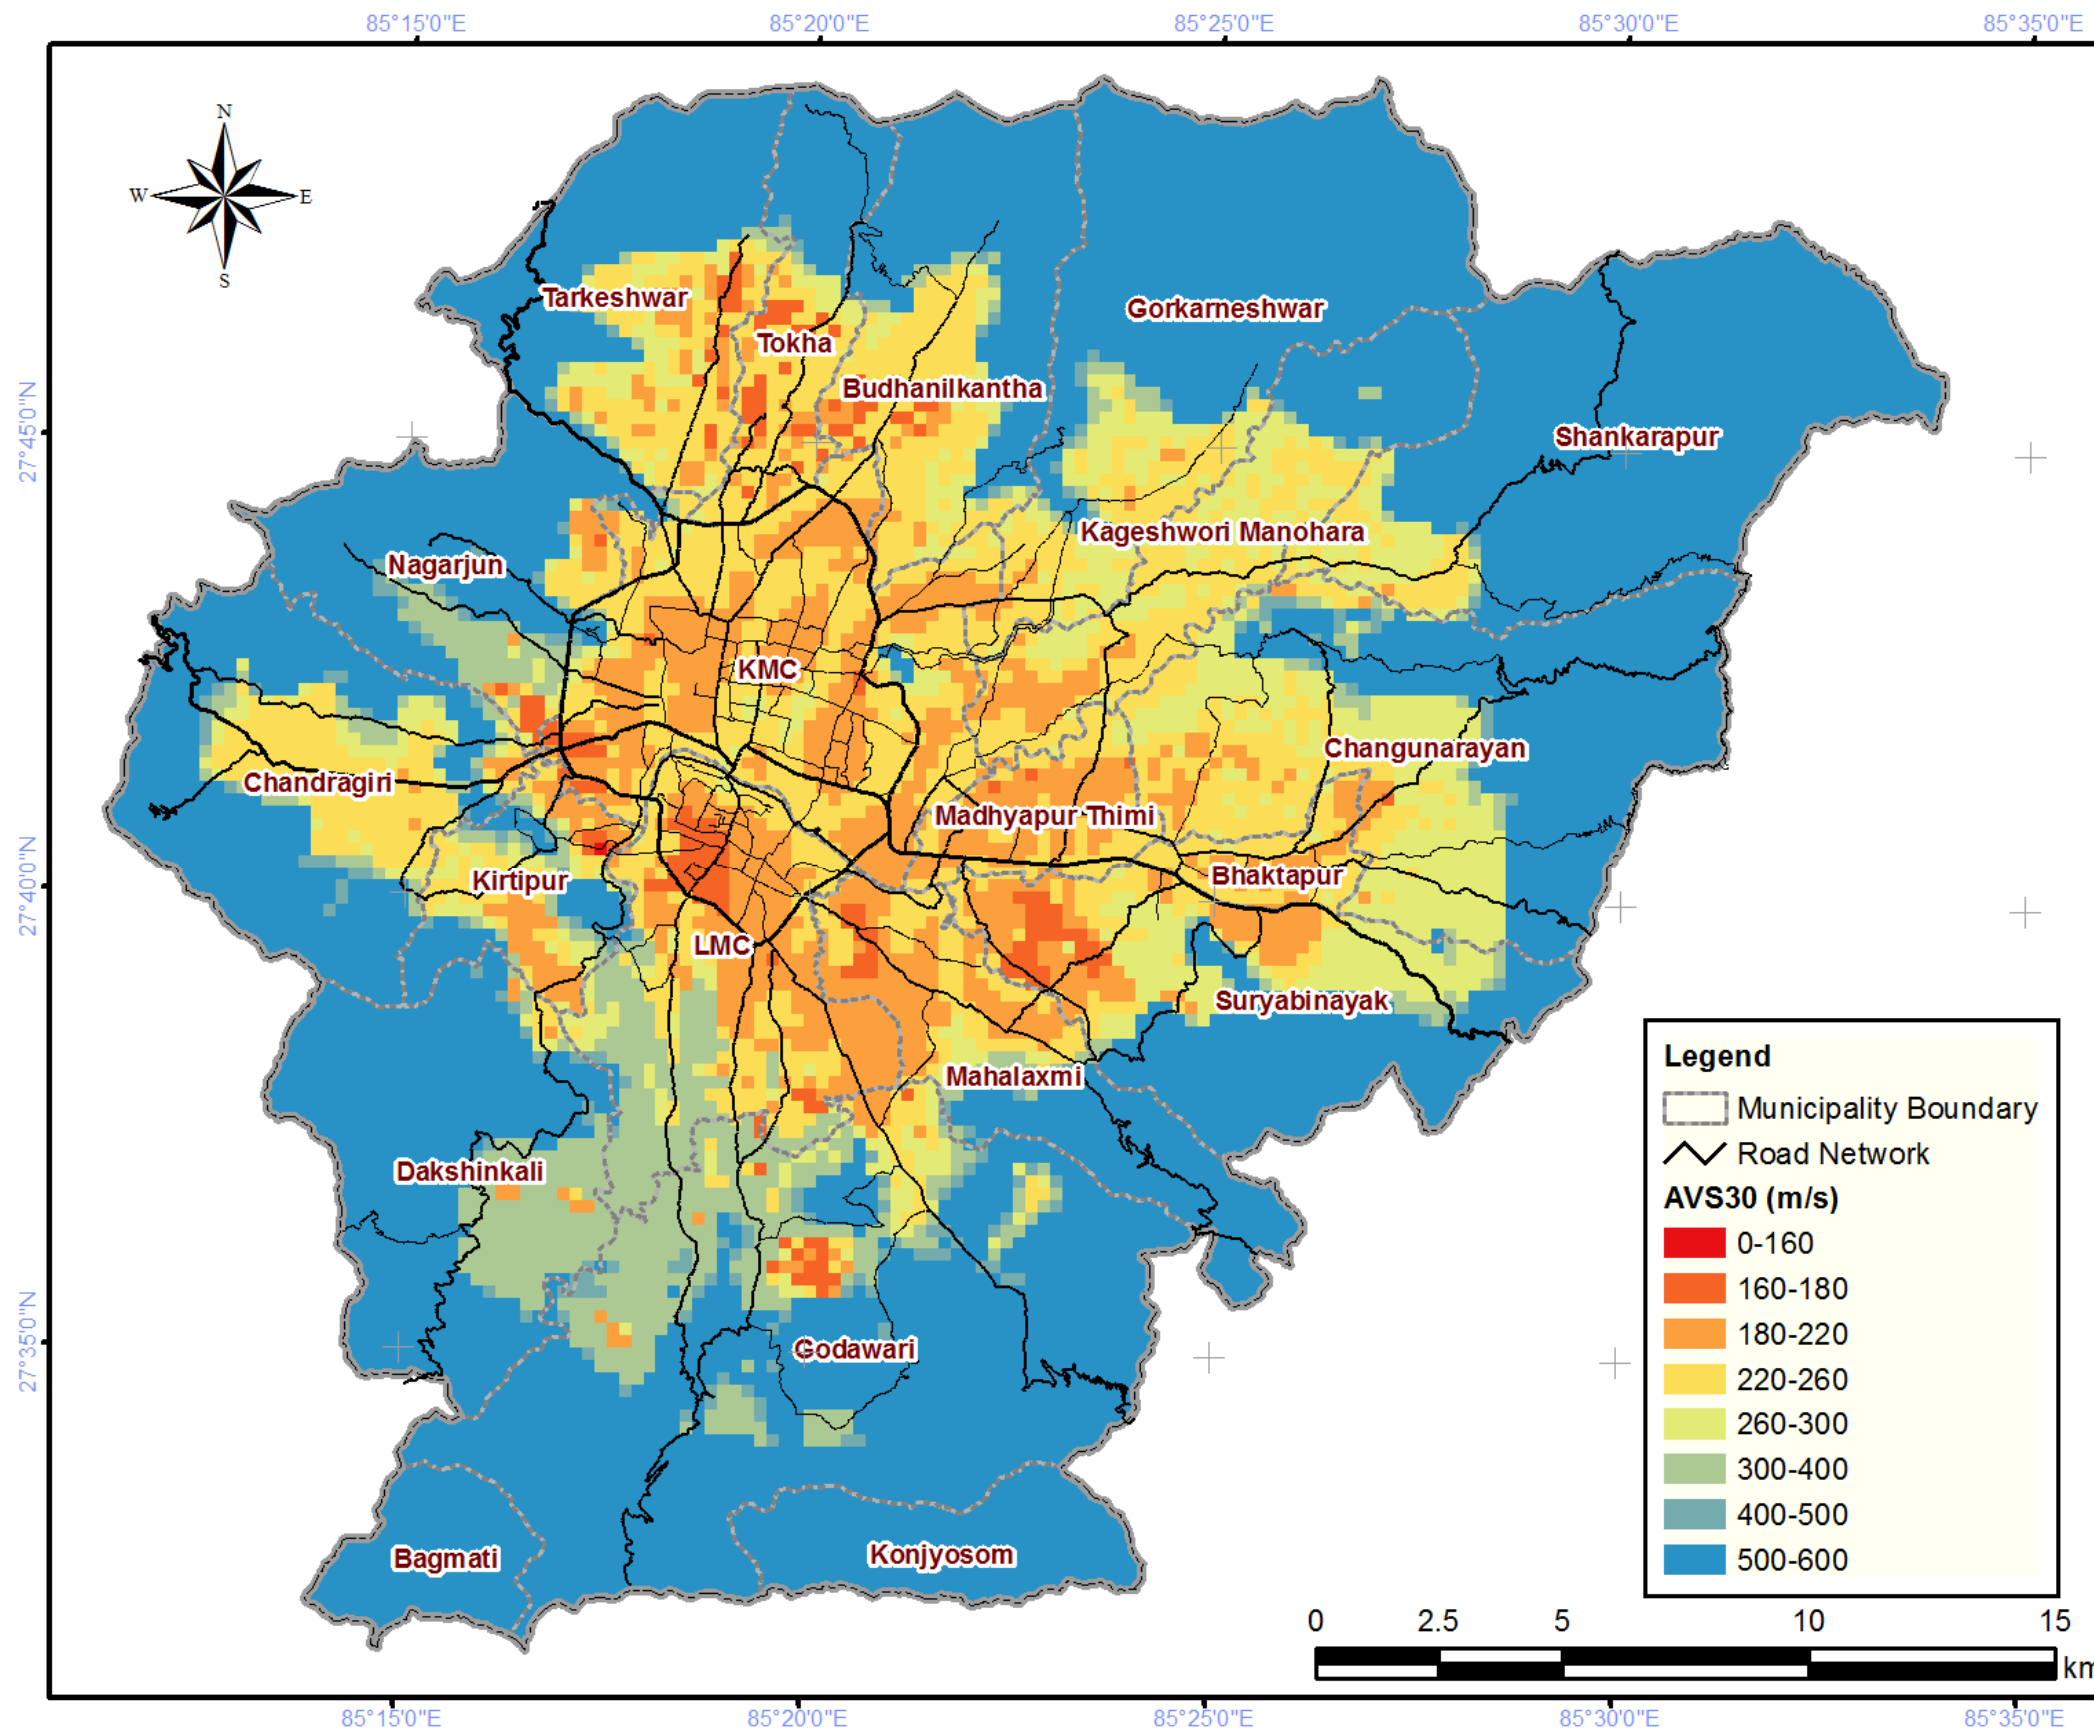 85°15'0"E
85°20'0"E
85°25'0"E
85°30'0"E
85°35'0"E
N
W
E
S
Tarkeshwar
Gorkarneshwar
Tokha
Budhanilkantha
27°45'0"N
Shankarapur
Kageshwori Manohara
Nagarjun
KMC
Changunarayan
Chandragiri
Madhyapur Thimi
27°40'0"N
Kirtipur
Bhaktapur
LMC
Suryabinayak
Mahalaxmi
Dakshinkali
27°35'0"N
Godawari
Bagmati
Konjyosom
Legend
Municipality Boundary
Road Network
AVS30 (m/s)
0-160
160-180
180-220
220-260
260-300
300-400
400-500
500-600
0 2.5 5 10 15
km
85°15'0"E
85°20'0"E
85°25'0"E
85°30'0"E
85°35'0"E